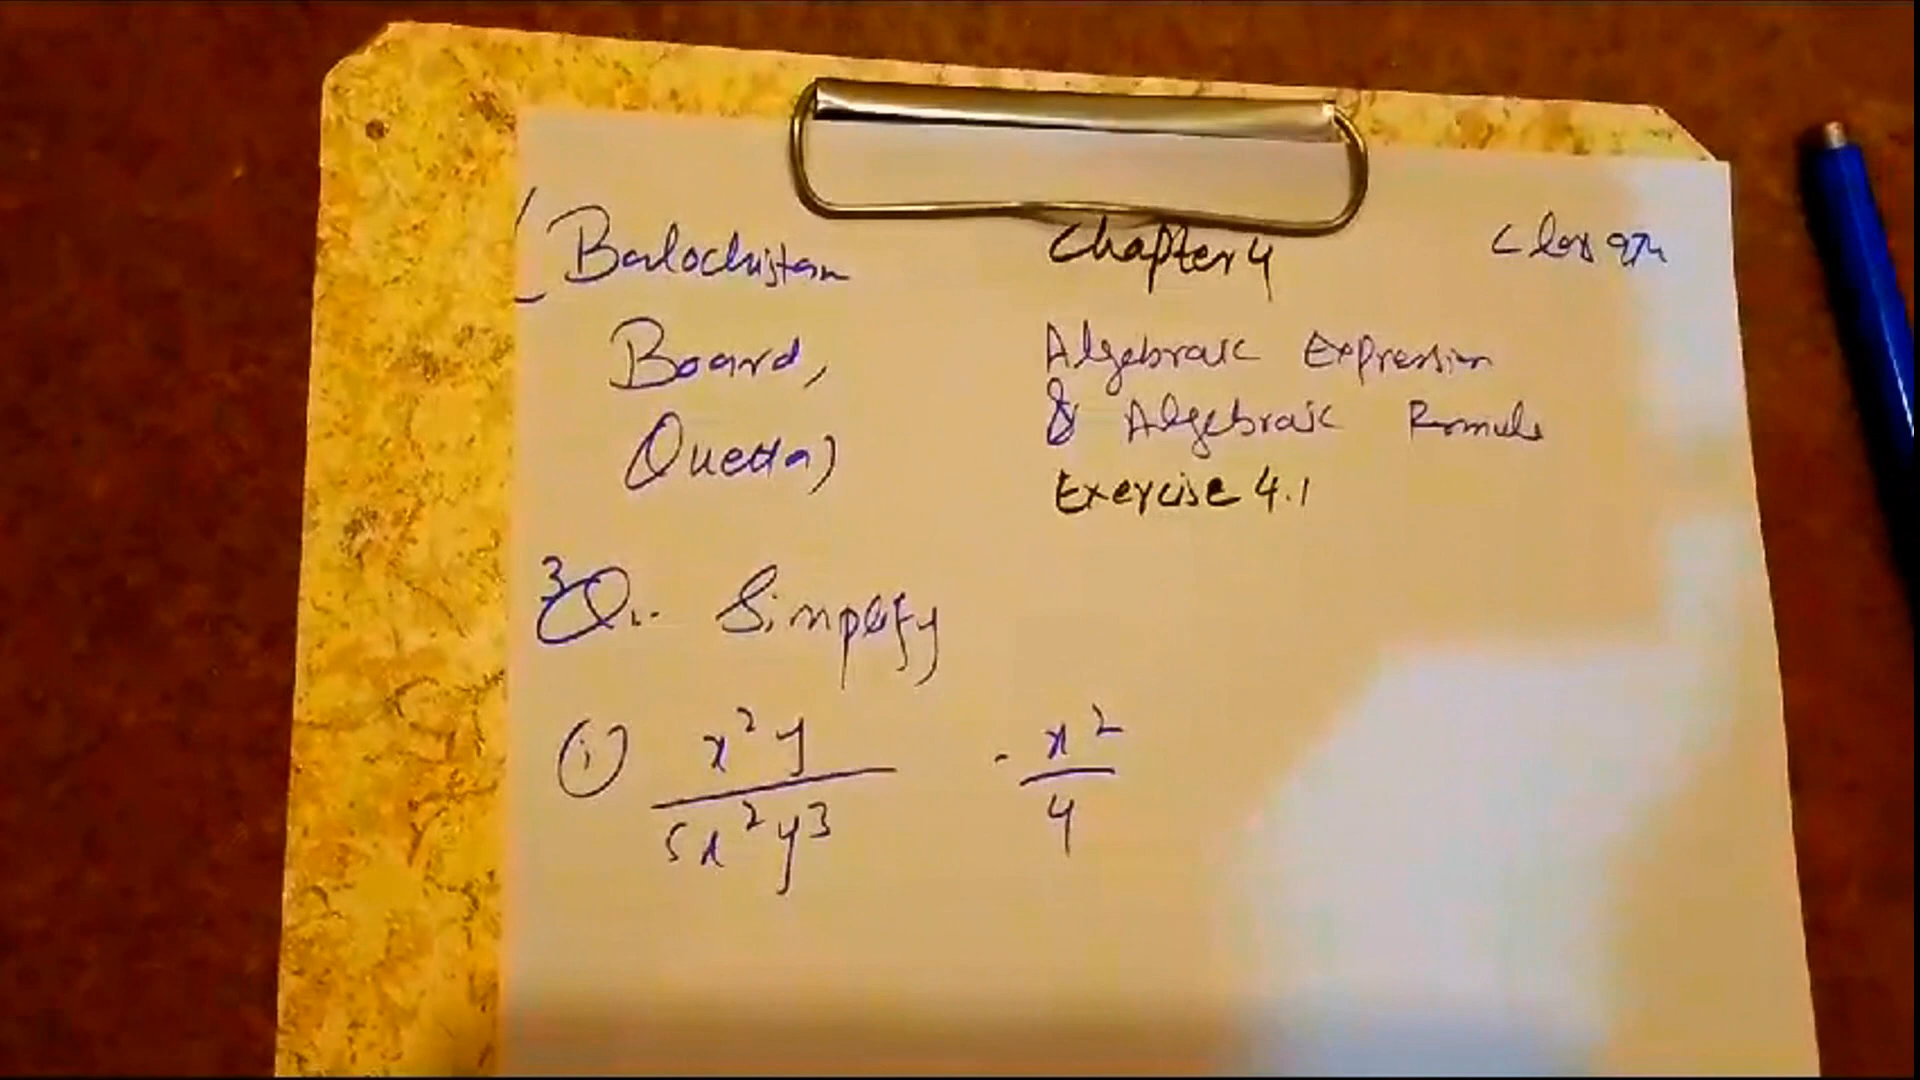 (Balochistan
Board,
Quetta)
Chapter 4
Algebraic Expression
& Algebraic Formula
Exercise 4.1
Class 9th
3Q.. Simplify
(i) x²y / 5x²y³ · x² / 4